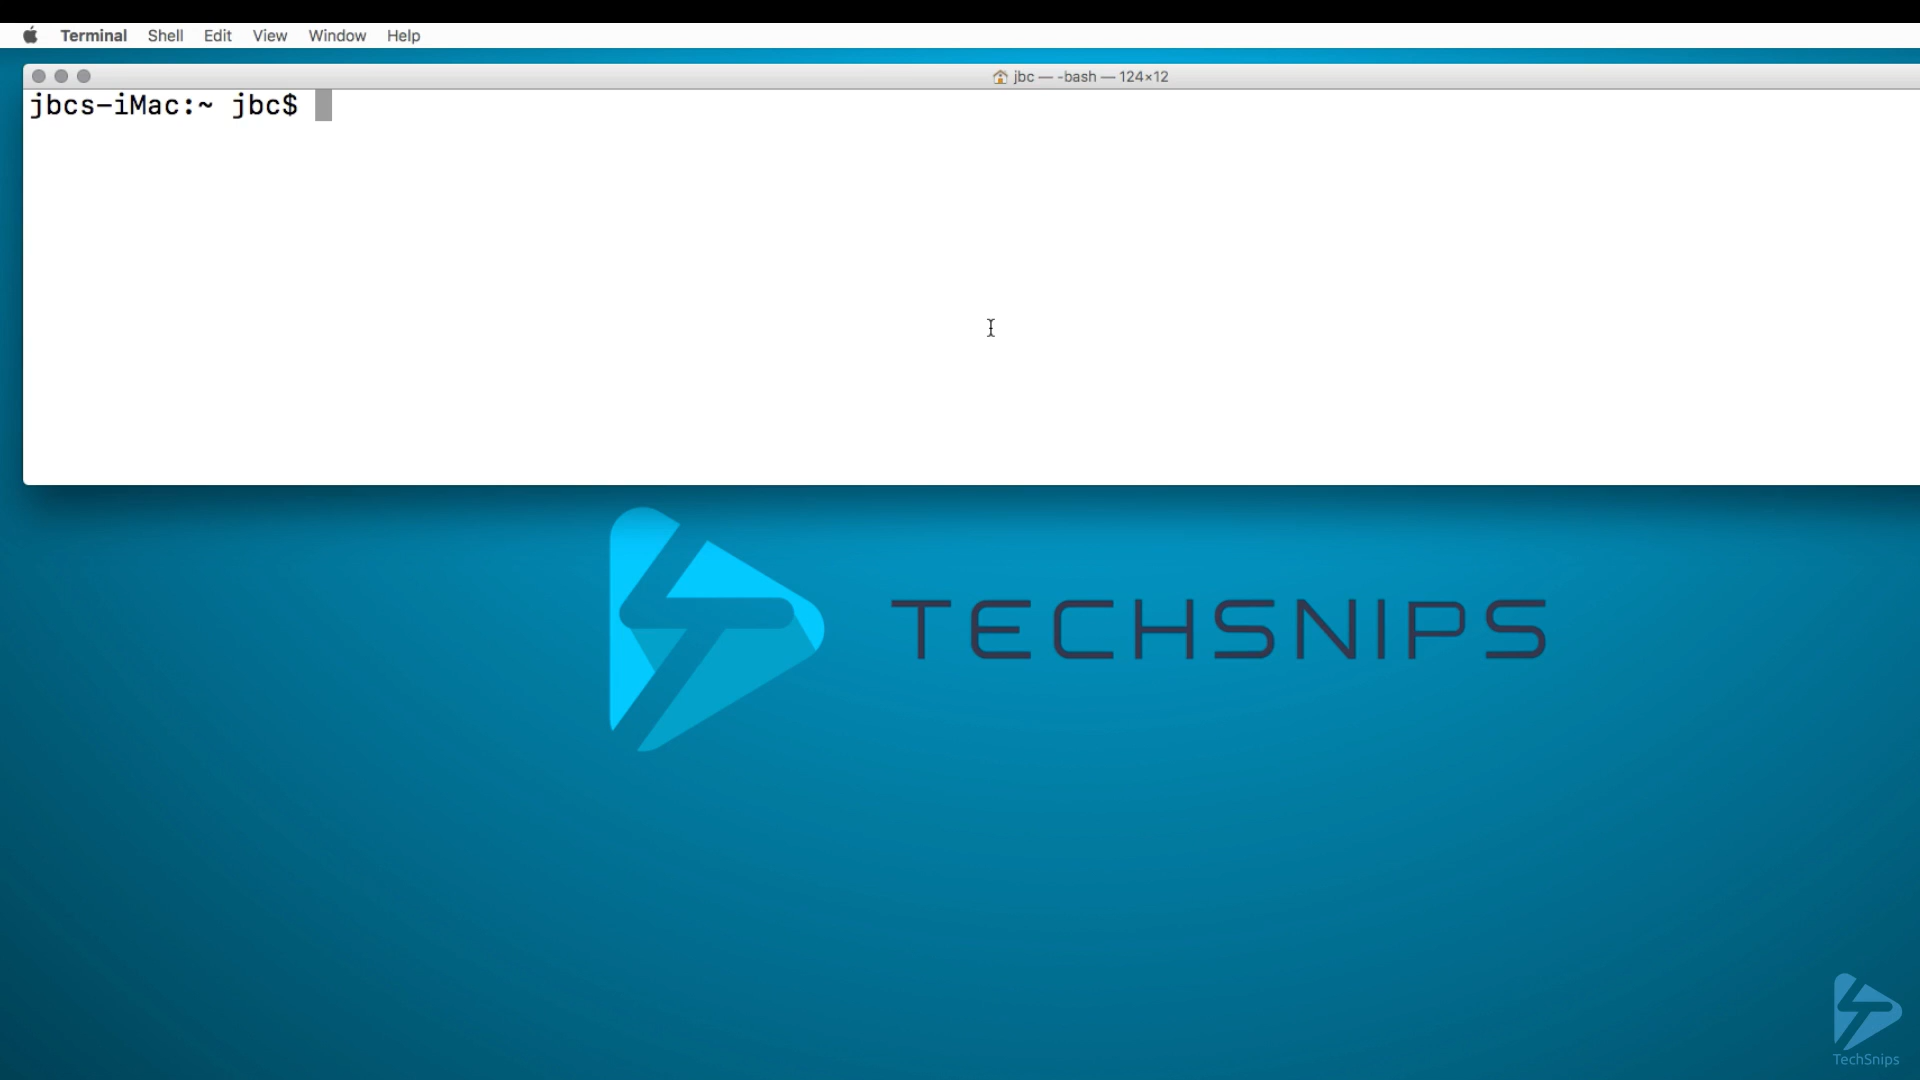 Terminal Shell Edit View Window Help
jbc — -bash — 124×12
jbcs-iMac:~ jbc$
TECHSNIPS
TechSnips